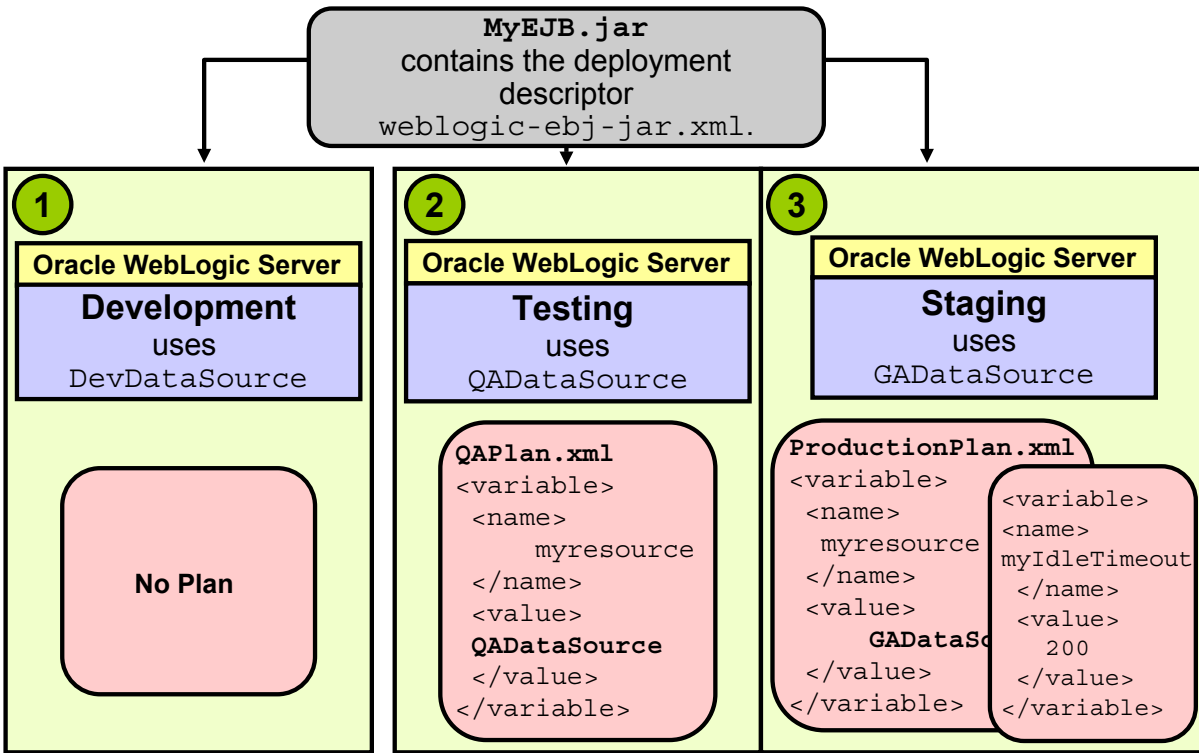 MyEJB.jar
contains the deployment
descriptor
weblogic-ebj-jar.xml.
1
Oracle WebLogic Server
Development
uses
DevDataSource
No Plan
2
Oracle WebLogic Server
Testing
uses
QADataSource
QAPlan.xml
<variable>
<name>
myresource
</name>
<value>
QADataSource
</value>
</variable>
3
Oracle WebLogic Server
Staging
uses
GADataSource
ProductionPlan.xml
<variable>
<name>
myresource
</name>
<value>
GADataSo
</value>
</variable>
<variable>
<name>
myIdleTimeout
</name>
<value>
200
</value>
</variable>